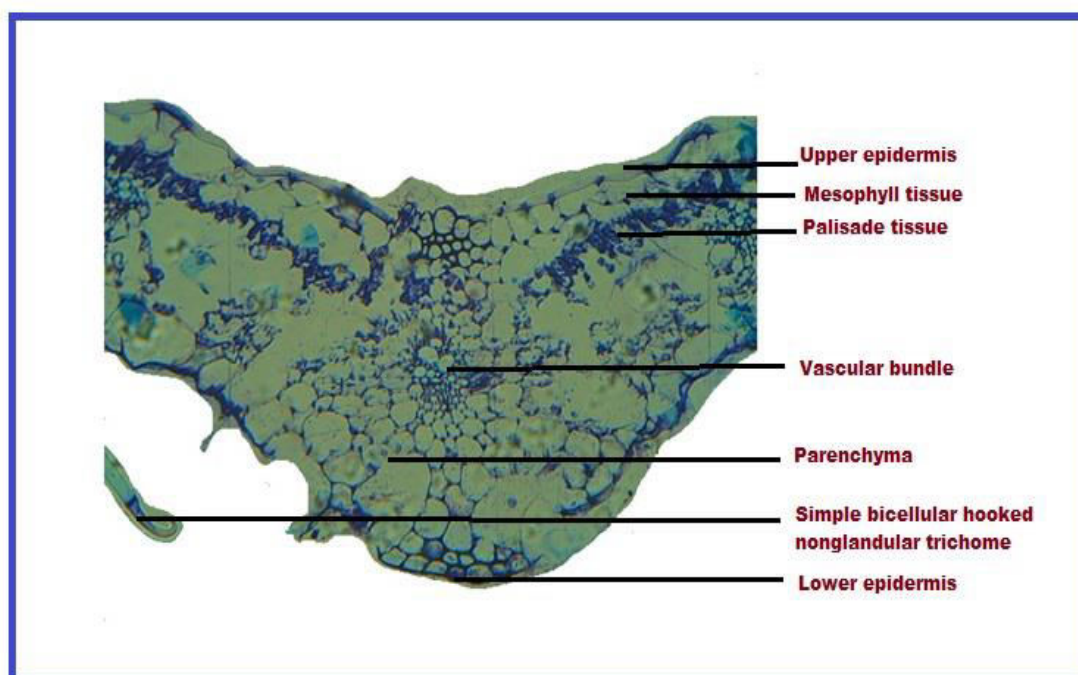 Upper epidermis
Mesophyll tissue
Palisade tissue
Vascular bundle
Parenchyma
Simple bicellular hooked
nonglandular trichome
Lower epidermis